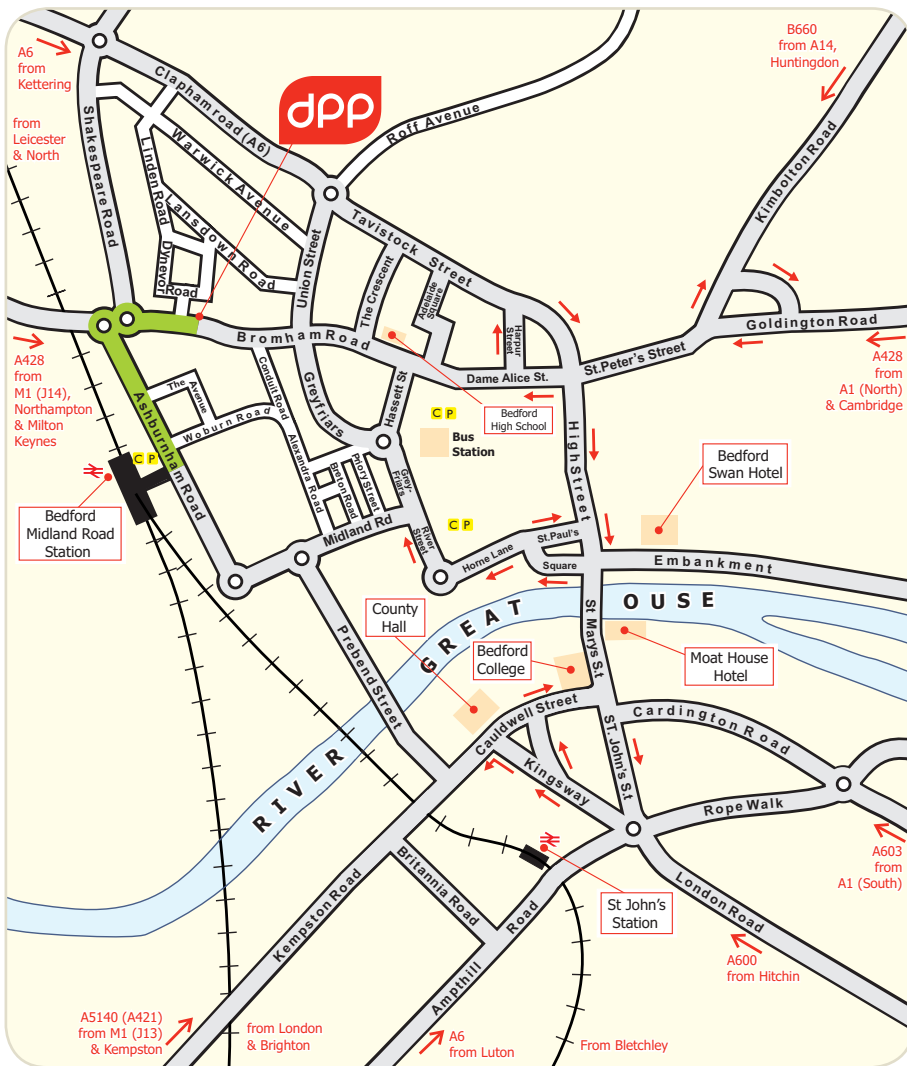 A6
from
Kettering
from
Leicester
& North
B660
from A14,
Huntingdon
dpp
Clapham road (A6)
Roff Avenue
Shakespeare Road
Linden Road
Warwick Avenue
Lansdown Road
Dynevor
Road
Union Street
Tavistock Street
The Crescent
Adelaide
Square
Harpur
Street
Kimbolton Road
Goldington Road
St.Peter's Street
Bromham Road
Dame Alice St.
A428
from
M1 (J14),
Northampton
& Milton
Keynes
A428
from
A1 (North)
& Cambridge
Ashburnham Road
The
Avenue
Woburn Road
Conduit Road
Greyfriars
Hassett St
Bedford
High School
C P
Bus
Station
High Street
Bedford
Swan Hotel
Alexandra Road
Breton Road
Priory Street
Grey-
Friars
C P
Bedford
Midland Road
Station
Midland Rd
River
Street
C P
Home Lane
St.Paul's
Square
Embankment
County
Hall
RIVER GREAT OUSE
Bedford
College
St Marys S.t
Moat House
Hotel
Prebend Street
Cauldwell Street
ST. John's S.t
Cardington Road
Kingsway
Rope Walk
A603
from
A1 (South)
St John's
Station
London Road
Britannia Road
Kempston Road
Ampthill Road
A600
from Hitchin
A5140 (A421)
from M1 (J13)
& Kempston
from London
& Brighton
A6
from Luton
From Bletchley